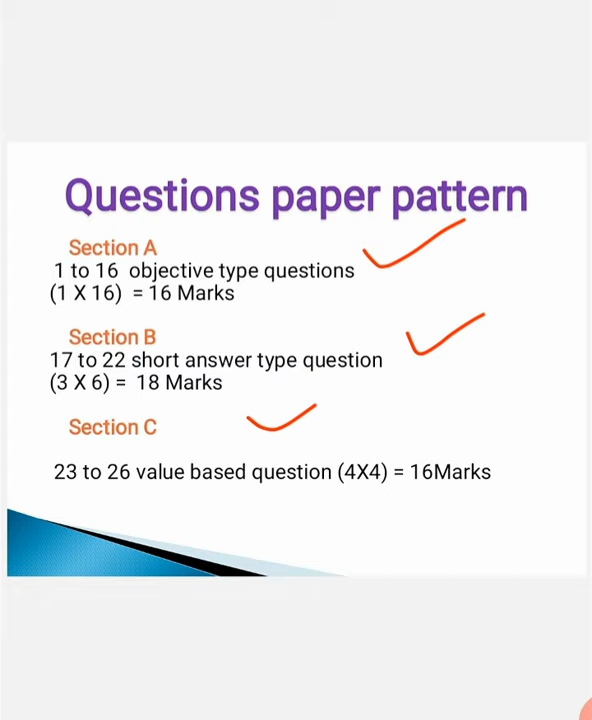 Questions paper pattern
Section A
1 to 16 objective type questions
(1 X 16) = 16 Marks
Section B
17 to 22 short answer type question
(3 X 6) = 18 Marks
Section C
23 to 26 value based question (4X4) = 16Marks